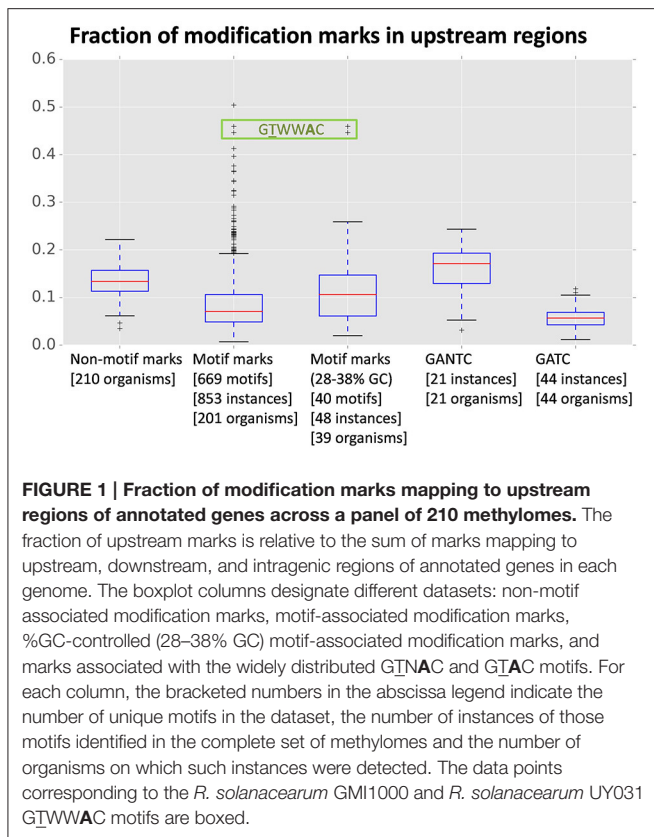 Fraction of modification marks in upstream regions
0.6
0.5
0.4
0.3
0.2
0.1
0.0
GTWWAC
Non-motif marks
[210 organisms]
Motif marks
[669 motifs]
[853 instances]
[201 organisms]
Motif marks
(28-38% GC)
[40 motifs]
[48 instances]
[39 organisms]
GANTC
[21 instances]
[21 organisms]
GATC
[44 instances]
[44 organisms]
FIGURE 1 | Fraction of modification marks mapping to upstream
regions of annotated genes across a panel of 210 methylomes. The
fraction of upstream marks is relative to the sum of marks mapping to
upstream, downstream, and intragenic regions of annotated genes in each
genome. The boxplot columns designate different datasets: non-motif
associated modification marks, motif-associated modification marks,
%GC-controlled (28–38% GC) motif-associated modification marks, and
marks associated with the widely distributed GTNAC and GTAC motifs. For
each column, the bracketed numbers in the abscissa legend indicate the
number of unique motifs in the dataset, the number of instances of those
motifs identified in the complete set of methylomes and the number of
organisms on which such instances were detected. The data points
corresponding to the R. solanacearum GMI1000 and R. solanacearum UY031
GTWWAC motifs are boxed.